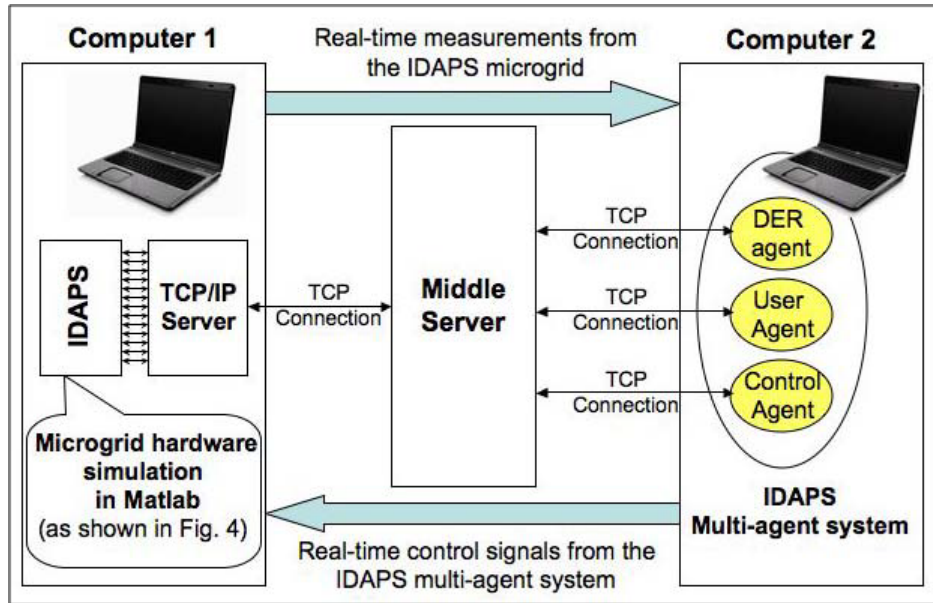 Computer 1
Real-time measurements from
the IDAPS microgrid
Computer 2
IDAPS
TCP/IP
Server
TCP
Connection
Middle
Server
TCP
Connection
TCP
Connection
TCP
Connection
DER
agent
User
Agent
Control
Agent
Microgrid hardware
simulation
in Matlab
(as shown in Fig. 4)
IDAPS
Multi-agent system
Real-time control signals from the
IDAPS multi-agent system